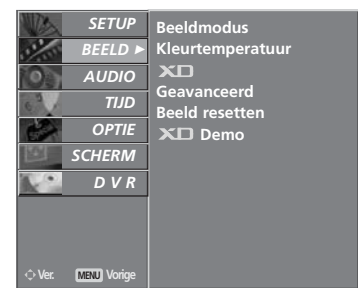 SETUP
BEELD ►
AUDIO
TIJD
OPTIE
SCHERM
D V R
Beeldmodus
Kleurtemperatuur
XD
Geavanceerd
Beeld resetten
XD Demo
Ver. MENU Vorige